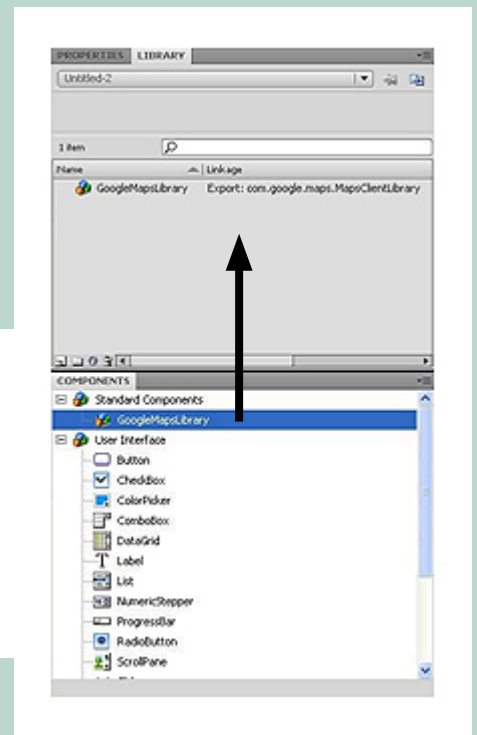 PROPERTIES LIBRARY
Untitled-2
1 item
Name Linkage
GoogleMapsLibrary Export: com.google.maps.MapsClientLibrary
COMPONENTS
Standard Components
GoogleMapsLibrary
User Interface
Button
CheckBox
ColorPicker
ComboBox
DataGrid
Label
List
NumericStepper
ProgressBar
RadioButton
ScrollPane